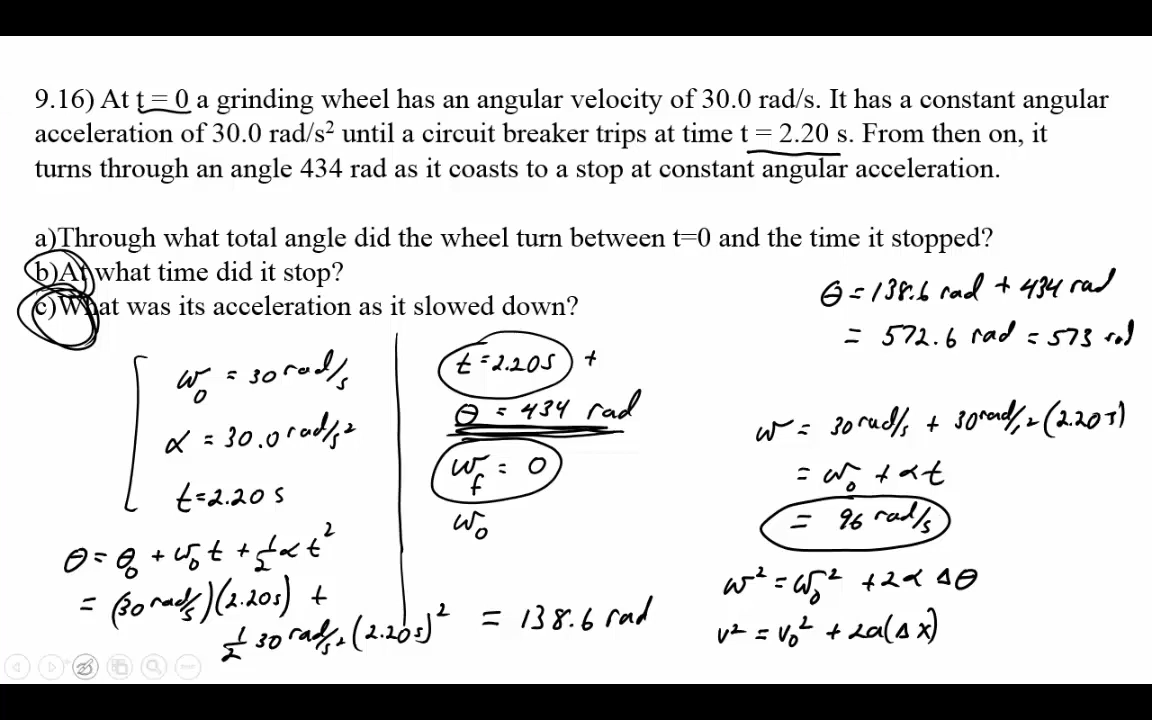 9.16) At t = 0 a grinding wheel has an angular velocity of 30.0 rad/s. It has a constant angular
acceleration of 30.0 rad/s² until a circuit breaker trips at time t = 2.20 s. From then on, it
turns through an angle 434 rad as it coasts to a stop at constant angular acceleration.
a)Through what total angle did the wheel turn between t=0 and the time it stopped?
b)At what time did it stop?
c)What was its acceleration as it slowed down?
θ = 138.6 rad + 434 rad
= 572.6 rad = 573 rad
ω₀ = 30 rad/s
α = 30.0 rad/s²
t = 2.20 s
t = 2.20 s +
θ = 434 rad
ω_f = 0
ω₀
ω = 30 rad/s + 30 rad/s² (2.20 s)
= ω₀ + αt
= 96 rad/s
θ = θ₀ + ω₀ t + ½ α t²
= (30 rad/s)(2.20 s) +
½ 30 rad/s² (2.20 s)² = 138.6 rad
ω² = ω₀² + 2α Δθ
v² = v₀² + 2a(Δx)